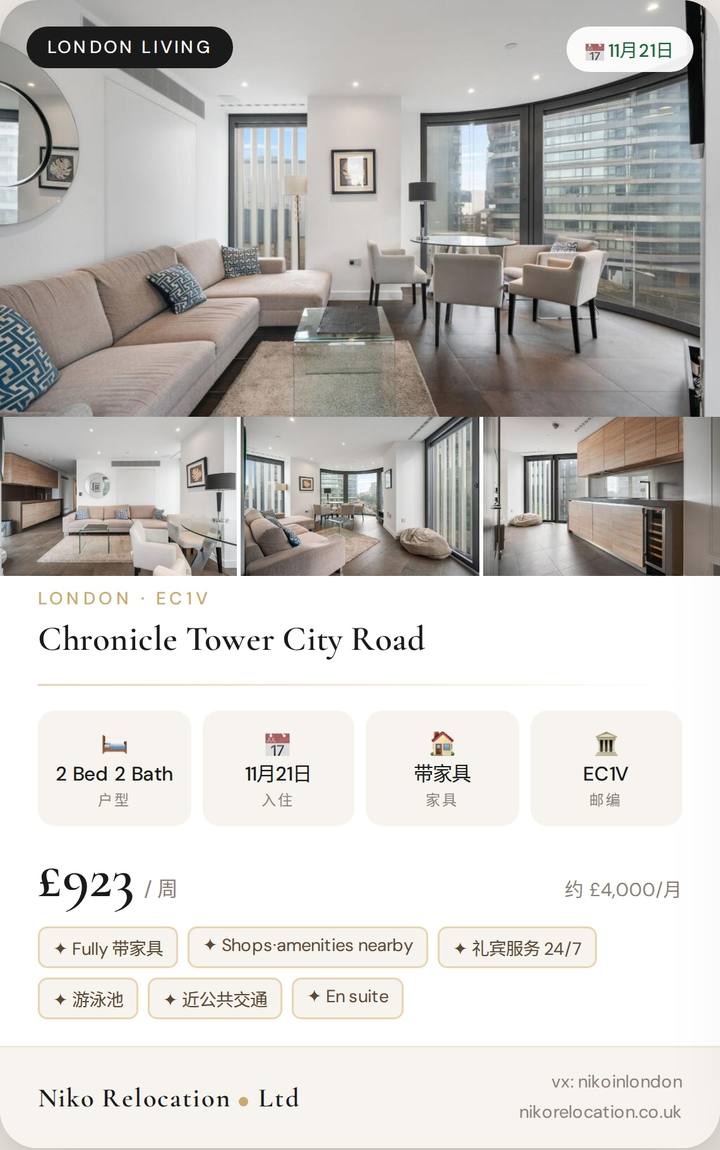 LONDON LIVING
📅 11月21日
LONDON · EC1V
Chronicle Tower City Road
2 Bed 2 Bath
户型
11月21日
入住
带家具
家具
EC1V
邮编
£923 / 周
约 £4,000/月
✦ Fully 带家具
✦ Shops·amenities nearby
✦ 礼宾服务 24/7
✦ 游泳池
✦ 近公共交通
✦ En suite
Niko Relocation ● Ltd
vx: nikoinlondon
nikorelocation.co.uk